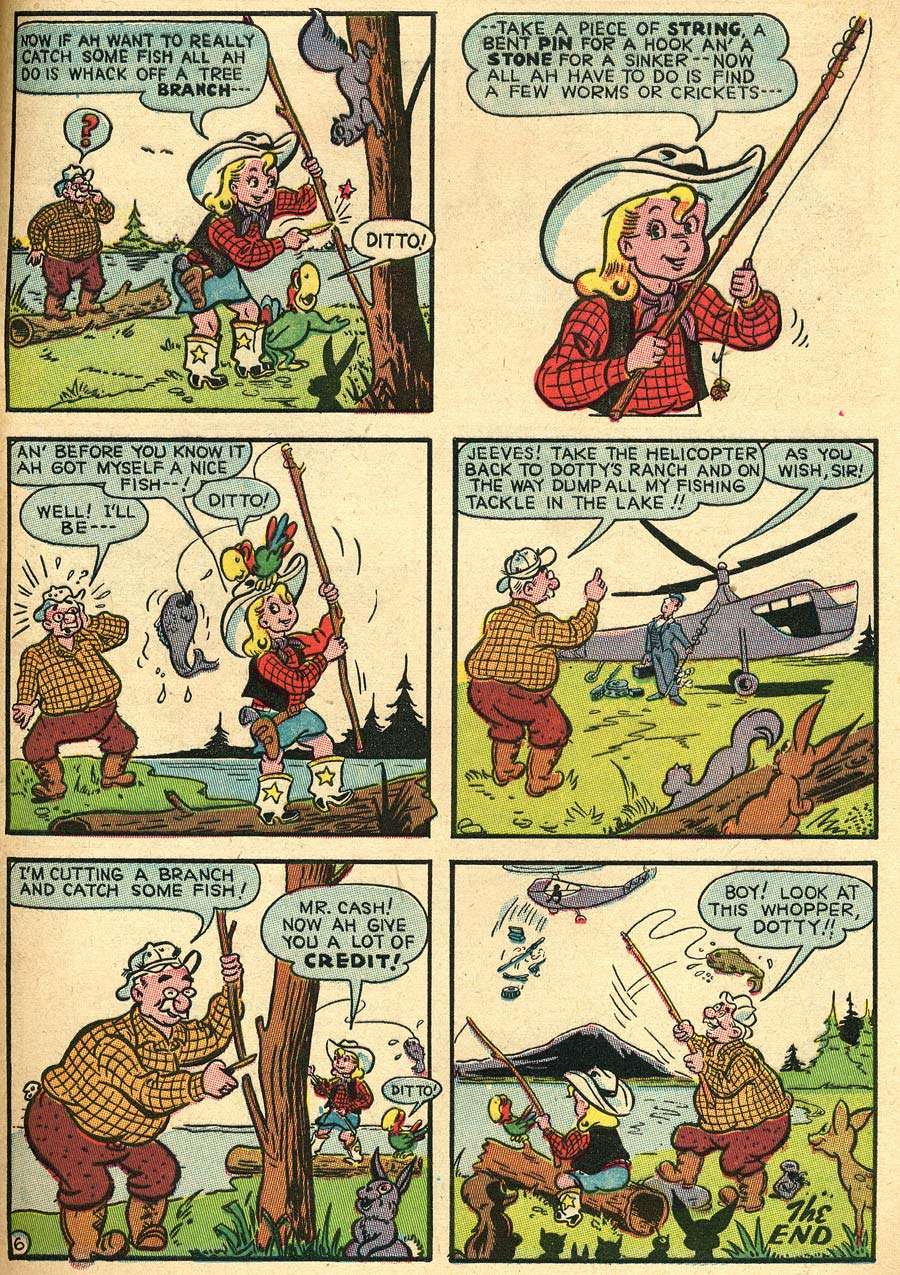 NOW IF AH WANT TO REALLY
CATCH SOME FISH ALL AH
DO IS WHACK OFF A TREE
BRANCH---
?
DITTO!
--TAKE A PIECE OF STRING, A
BENT PIN FOR A HOOK AN' A
STONE FOR A SINKER--NOW
ALL AH HAVE TO DO IS FIND
A FEW WORMS OR CRICKETS---
AN' BEFORE YOU KNOW IT
AH GOT MYSELF A NICE
FISH--!
DITTO!
WELL! I'LL
BE---
?
JEEVES! TAKE THE HELICOPTER
BACK TO DOTTY'S RANCH AND ON
THE WAY DUMP ALL MY FISHING
TACKLE IN THE LAKE!!
AS YOU
WISH, SIR!
I'M CUTTING A BRANCH
AND CATCH SOME FISH!
MR. CASH!
NOW AH GIVE
YOU A LOT OF
CREDIT!
DITTO!
6
BOY! LOOK AT
THIS WHOPPER,
DOTTY!!
THE
END